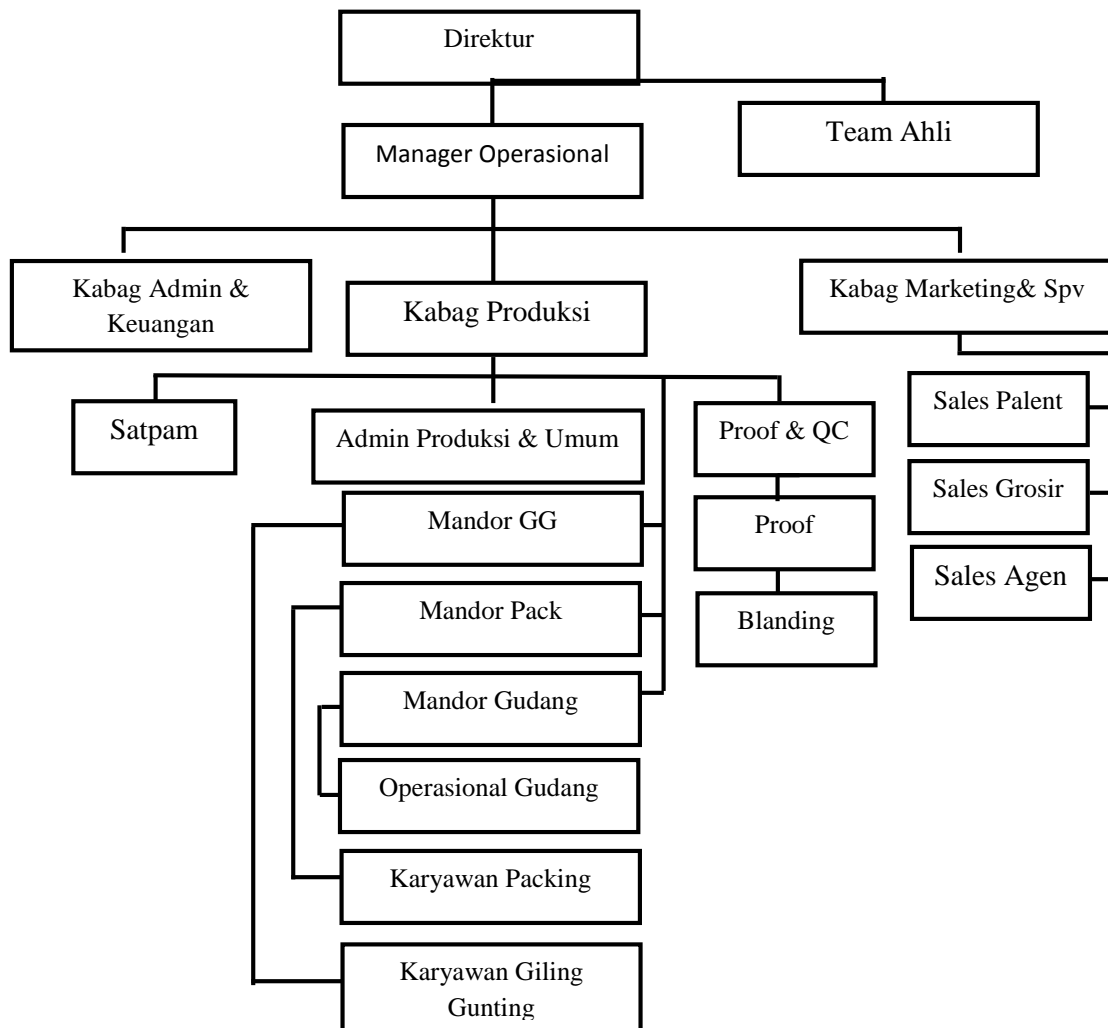 Direktur
Team Ahli
Manager Operasional
Kabag Admin &
Keuangan
Kabag Produksi
Kabag Marketing& Spv
Satpam
Admin Produksi & Umum
Proof & QC
Sales Palent
Mandor GG
Proof
Sales Grosir
Mandor Pack
Blanding
Sales Agen
Mandor Gudang
Operasional Gudang
Karyawan Packing
Karyawan Giling
Gunting